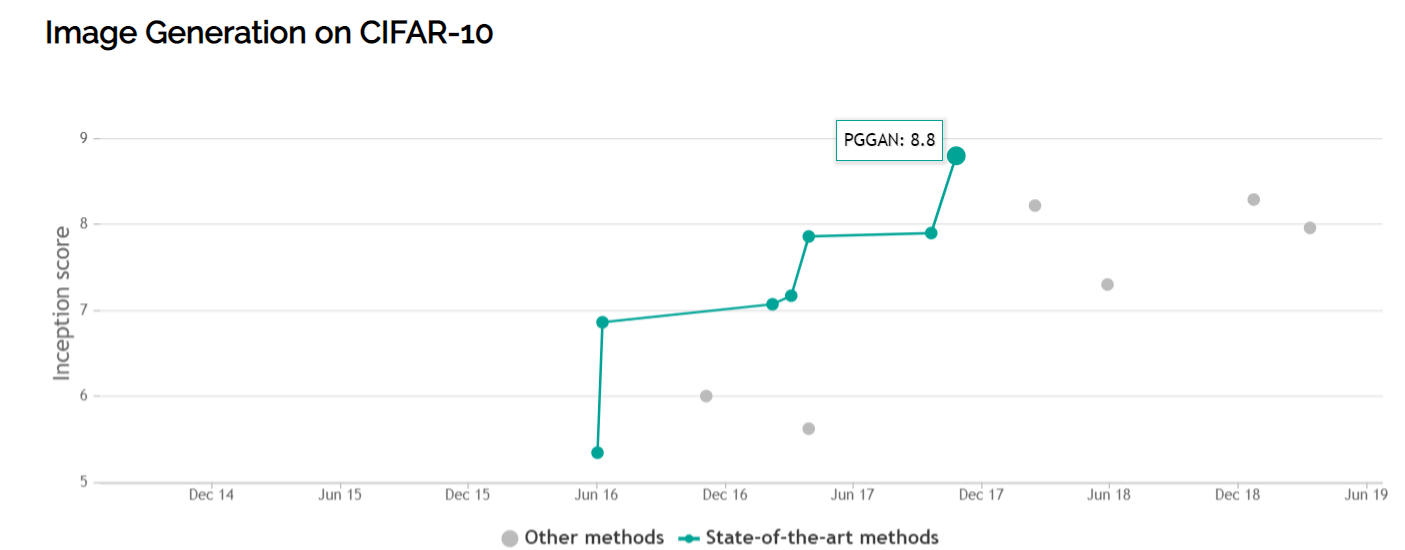 Image Generation on CIFAR-10
PGGAN: 8.8
9
8
7
6
5
Inception score
Dec 14
Jun 15
Dec 15
Jun 16
Dec 16
Jun 17
Dec 17
Jun 18
Dec 18
Jun 19
Other methods
State-of-the-art methods